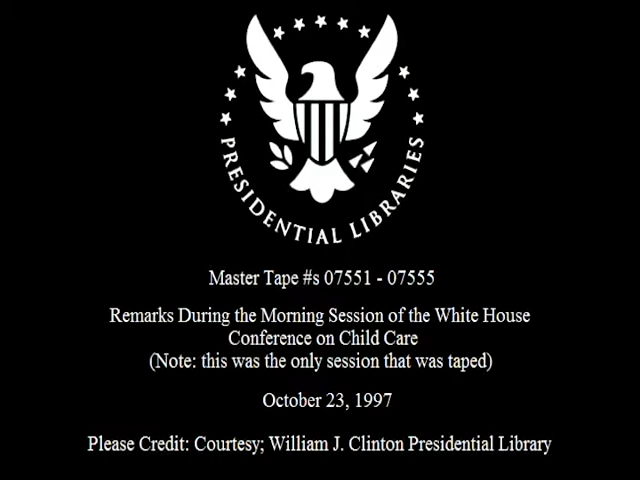 PRESIDENTIAL LIBRARIES
Master Tape #s 07551 - 07555
Remarks During the Morning Session of the White House
Conference on Child Care
(Note: this was the only session that was taped)
October 23, 1997
Please Credit: Courtesy; William J. Clinton Presidential Library